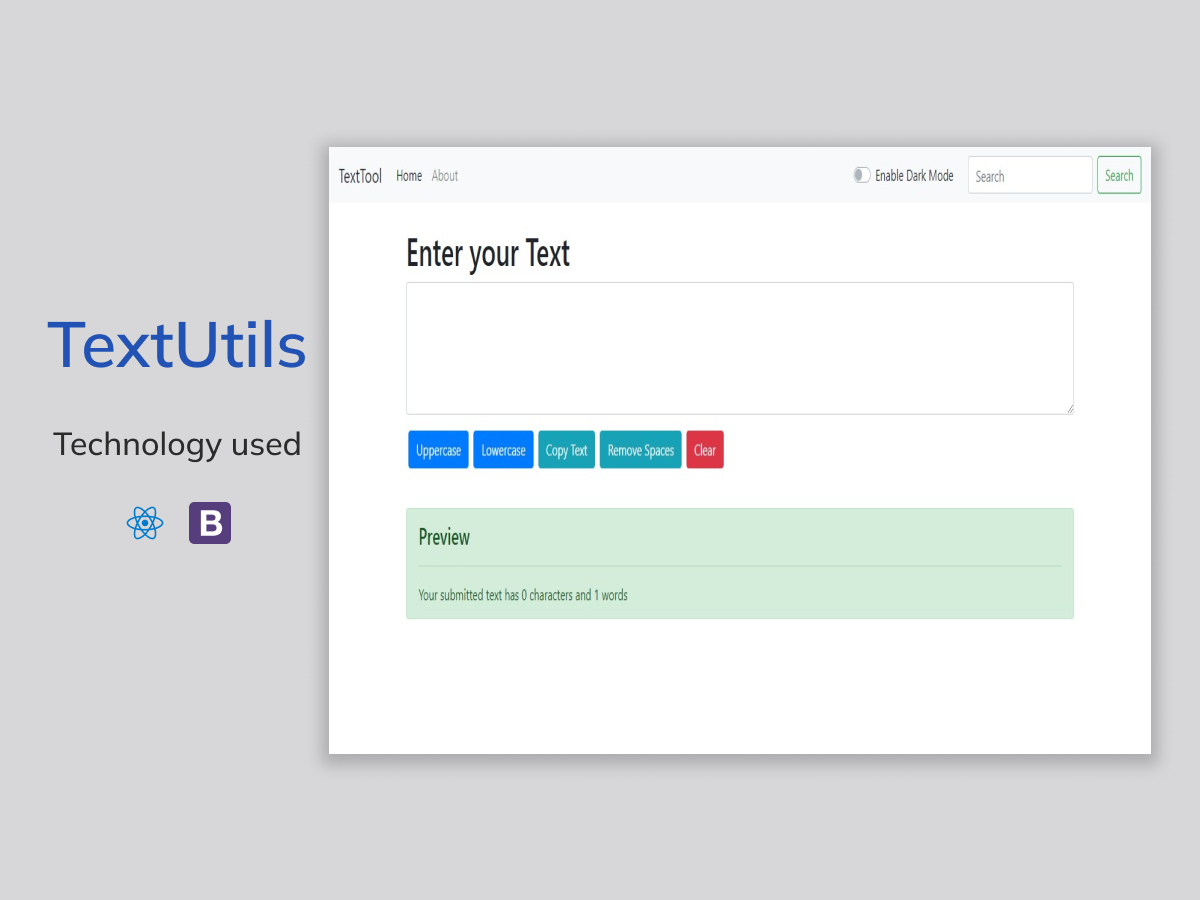 TextUtils
Technology used
B
TextTool Home About Enable Dark Mode Search Search
Enter your Text
Uppercase Lowercase Copy Text Remove Spaces Clear
Preview
Your submitted text has 0 characters and 1 words